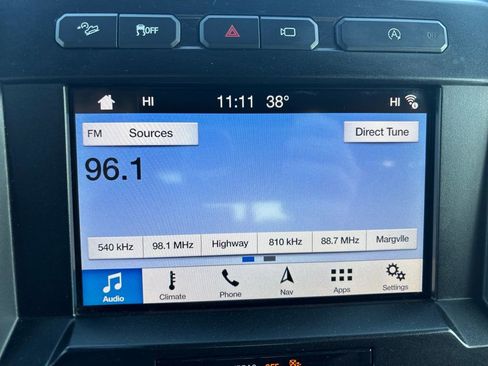 OFF
HI 11:11 38° HI
FM Sources Direct Tune
96.1
540 kHz 98.1 MHz Highway 810 kHz 88.7 MHz Margvlle
Audio Climate Phone Nav Apps Settings
OFF